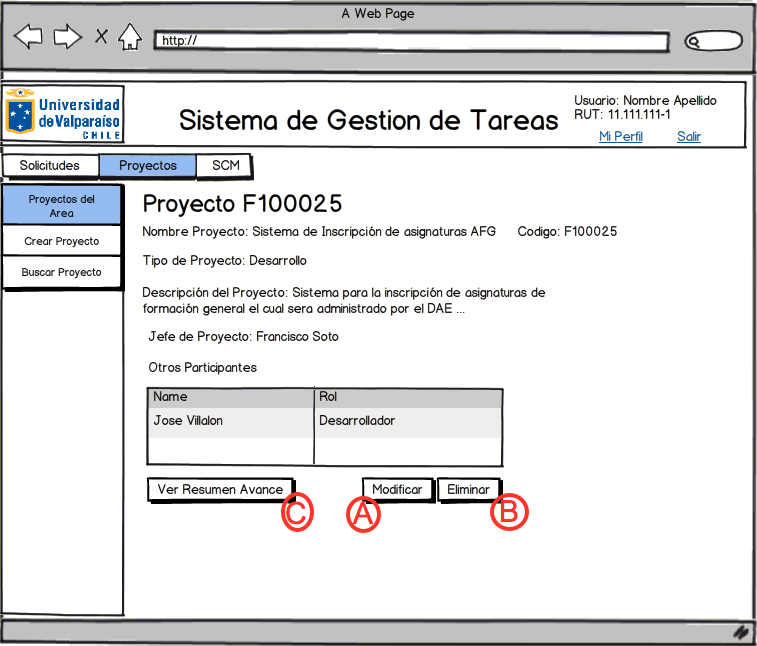 A Web Page
http://
Universidad
de Valparaíso
CHILE
Sistema de Gestion de Tareas
Usuario: Nombre Apellido
RUT: 11.111.111-1
Mi Perfil Salir
Solicitudes Proyectos SCM
Proyectos del
Area
Crear Proyecto
Buscar Proyecto
Proyecto F100025
Nombre Proyecto: Sistema de Inscripción de asignaturas AFG Codigo: F100025
Tipo de Proyecto: Desarrollo
Descripción del Proyecto: Sistema para la inscripción de asignaturas de
formación general el cual sera administrado por el DAE ...
Jefe de Proyecto: Francisco Soto
Otros Participantes
Name Rol
Jose Villalon Desarrollador
Ver Resumen Avance Modificar Eliminar
C A B